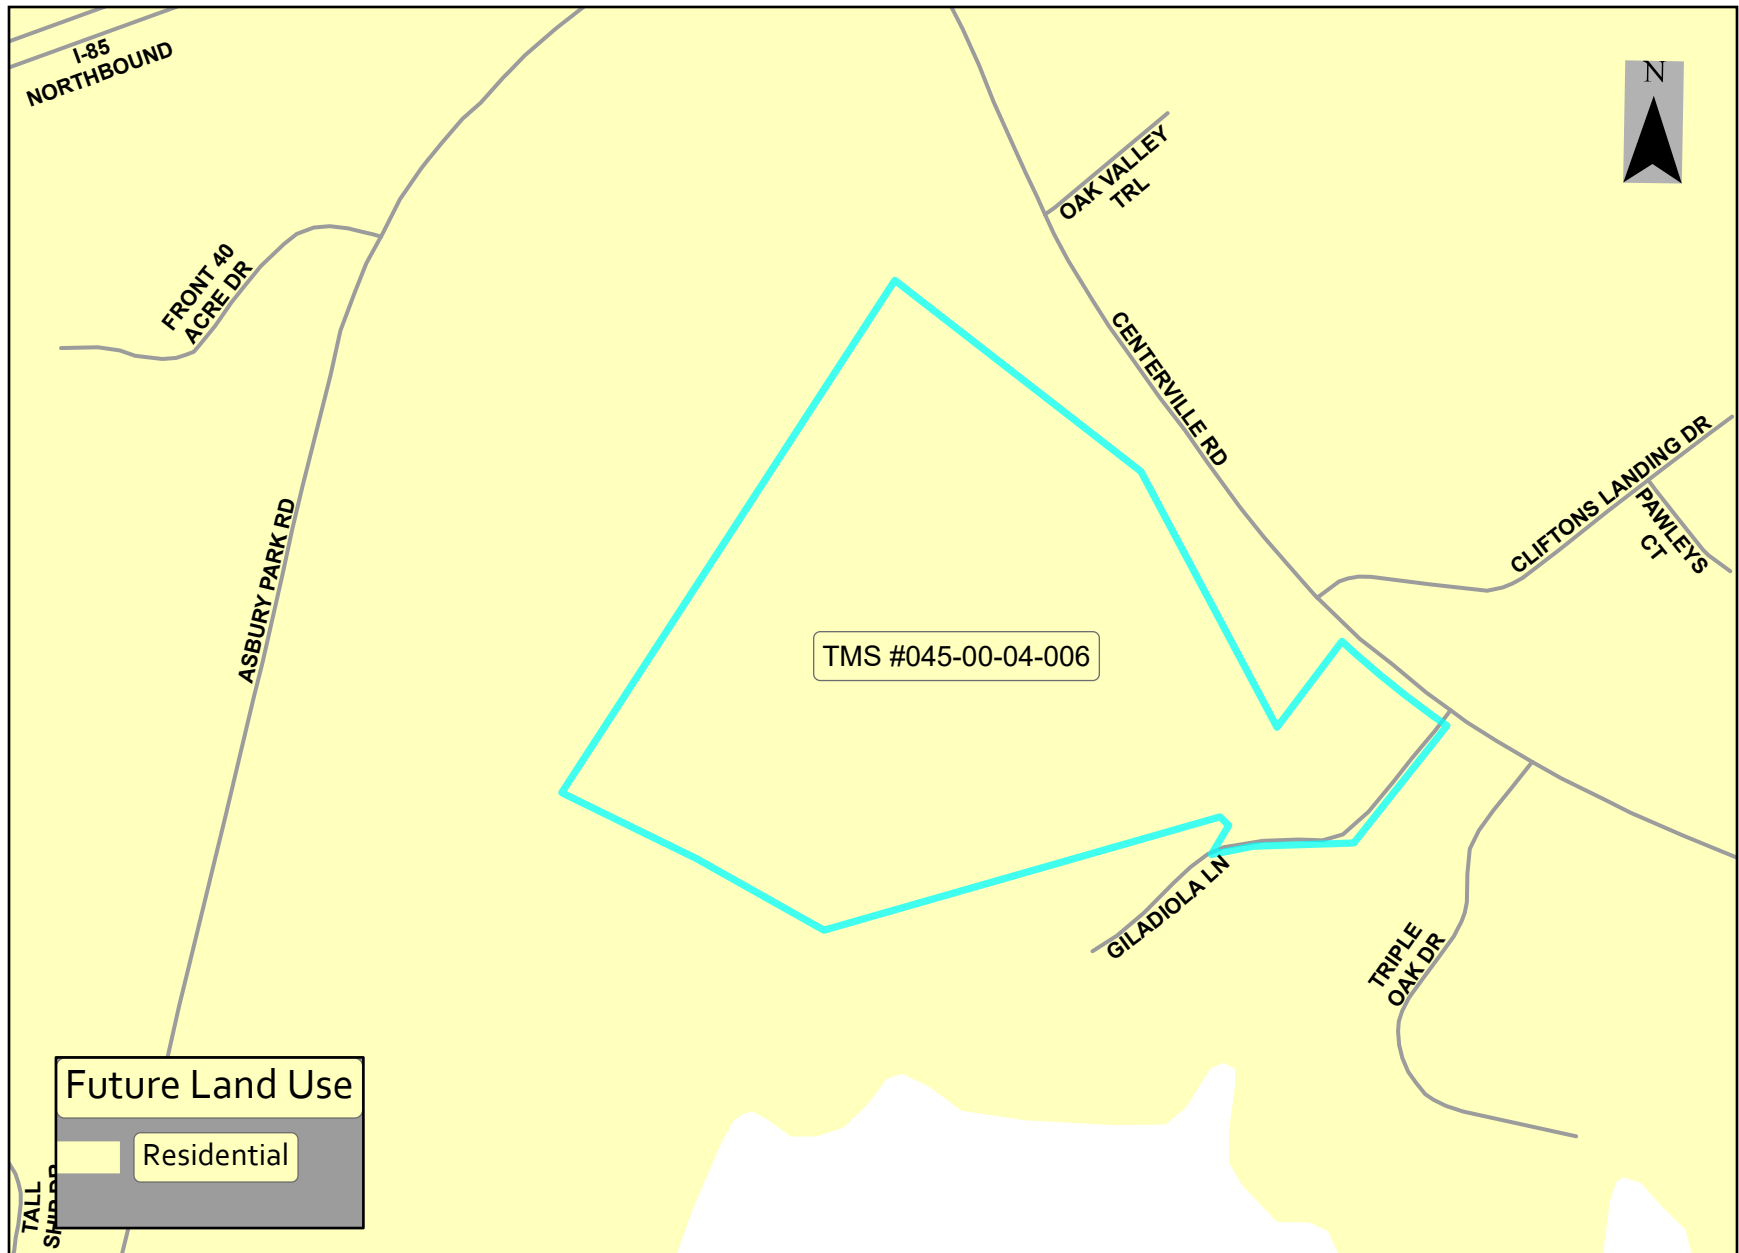 I-85
NORTHBOUND
N
OAK VALLEY
TRL
FRONT 40
ACRE DR
CENTERVILLE RD
CLIFTONS LANDING DR
PAWLEYS
CT
ASBURY PARK RD
TMS #045-00-04-006
GILADIOLA LN
TRIPLE
OAK DR
Future Land Use
Residential
TALL